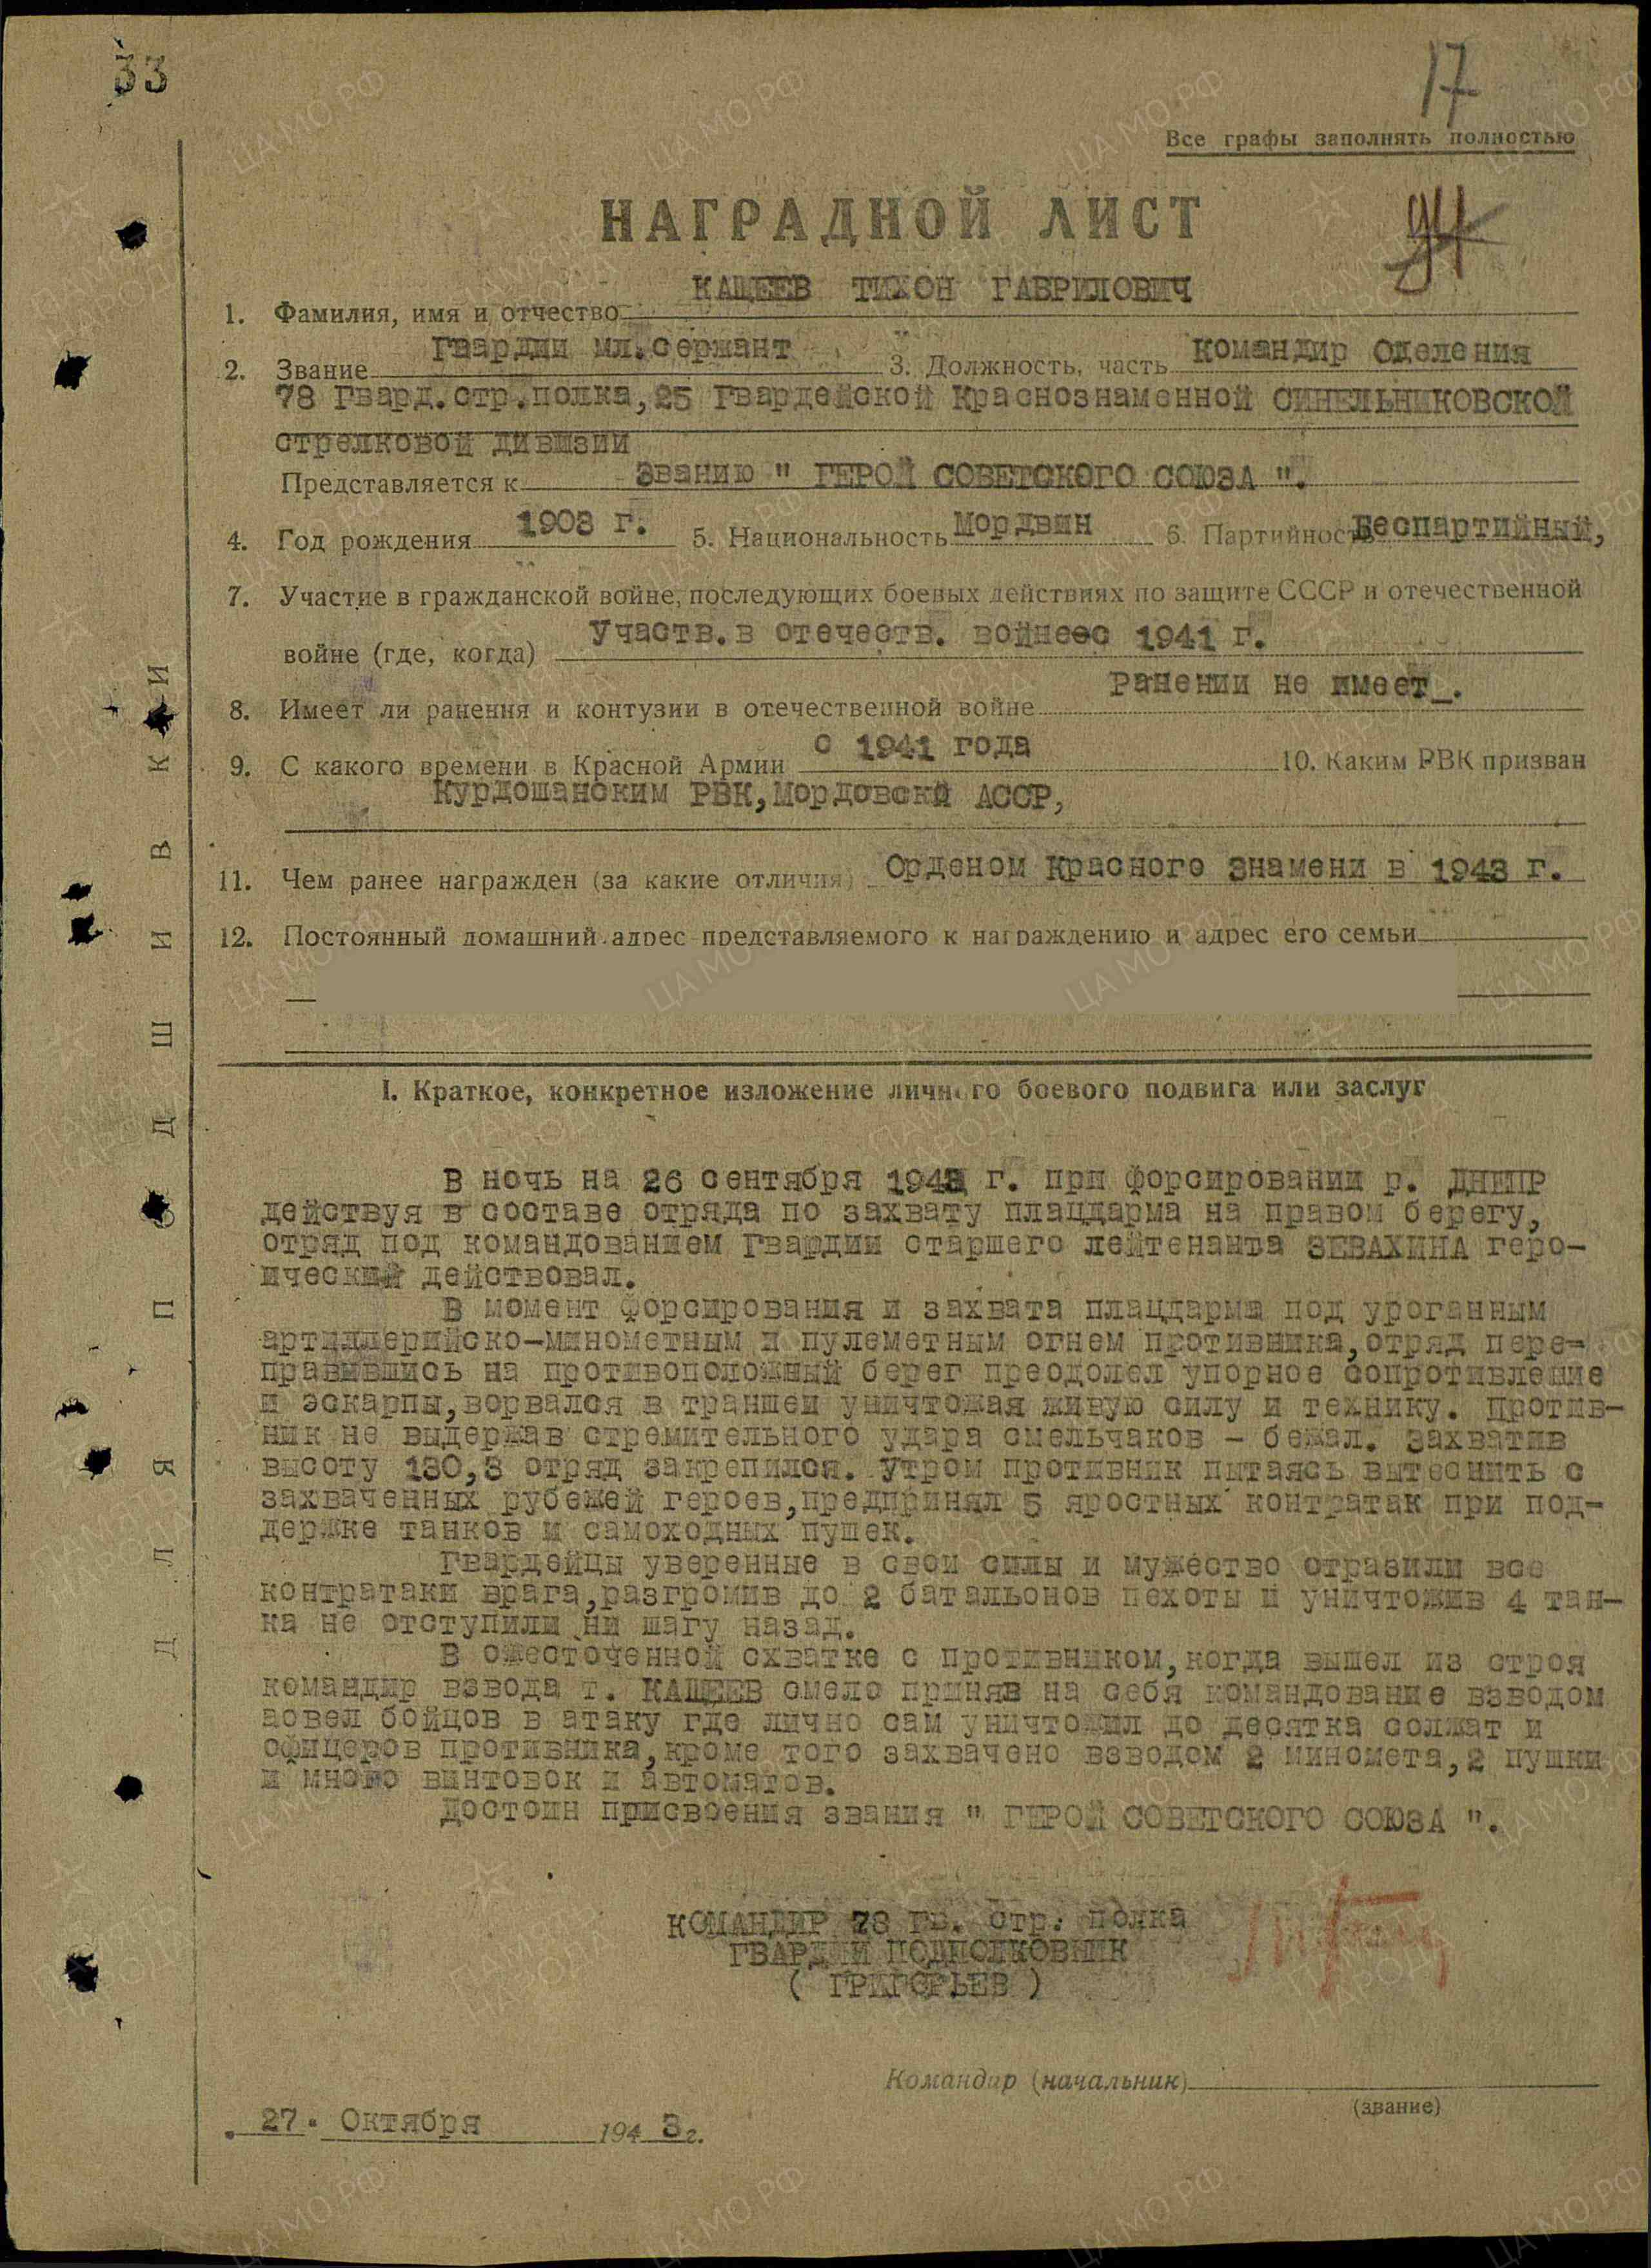 33
17
Все графы заполнять полностью
НАГРАДНОЙ ЛИСТ
КАЩЕЕВ ТИХОН ГАВРИЛОВИЧ
1. Фамилия, имя и отчество
Гвардии мл.сержант
командир оделения
2. Звание 3. Должность, часть
78 Гвард.стр.полка,25 Гвардейской Краснознаменной СИНЕЛЬНИКОВСКОЙ
стрелковой дивизии
Представляется к званию " ГЕРОЙ СОВЕТСКОГО СОЮЗА ".
4. Год рождения 1903 г. 5. Национальность мордвин 6. Партийность Беспартийный,
7. Участие в гражданской войне, последующих боевых действиях по защите СССР и отечественной
войне (где, когда) Участв.в отечеств. войнеес 1941 г.
8. Имеет ли ранения и контузии в отечественной войне Ранении не имеет_.
9. С какого времени в Красной Армии с 1941 года 10. Каким РВК призван
Курдошанским РВК,Мордовскй АССР,
11. Чем ранее награжден (за какие отличия) Орденом Красного Знамени в 1943 г.
12. Постоянный домашний адрес представляемого к награждению и адрес его семьи
I. Краткое, конкретное изложение личного боевого подвига или заслуг
В ночь на 26 сентября 1943 г. при форсировании р. ДНИПР
действуя в составе отряда по захвату плацдарма на правом берегу,
отряд под командованием Гвардии старшего лейтенанта ЗЕВАХИНА геро-
ический действовал.
В момент форсирования и захвата плацдарма под уроганным
артиллерийско-минометным и пулеметным огнем противника,отряд пере-
правившись на противоположный берег преодолел упорное сопротивление
и эскарпы,ворвался в траншеи уничтожая живую силу и технику. Против-
ник не выдержав стремительного удара смельчаков - бежал. Захватив
высоту 130,3 отряд закрепился. Утром противник пытаясь вытеснить с
захваченных рубежей героев,предпринял 5 яростных контратак при под-
держке танков и самоходных пушек.
Гвардейцы уверенные в свои силы и мужество отразили все
контратаки врага,разгромив до 2 батальонов пехоты и уничтожив 4 тан-
ка не отступили ни шагу назад.
В ожесточенной схватке с противником,когда вышел из строя
командир взвода т. КАЩЕЕВ смело приняв на себя командование взводом
повел бойцов в атаку где лично сам уничтожил до десятка солдат и
офицеров противника,кроме того захвачено взводом 2 миномета,2 пушки
и много винтовок и автоматов.
Достоин присвоения звания " ГЕРОЙ СОВЕТСКОГО СОЮЗА ".
КОМАНДИР 78 ГВ. стр. полка
ГВАРДИИ ПОДПОЛКОВНИК
( ГРИГОРЬЕВ )
Командир (начальник)
(звание)
27. Октября 1943 г.
ДЛЯ ПОДШИВКИ